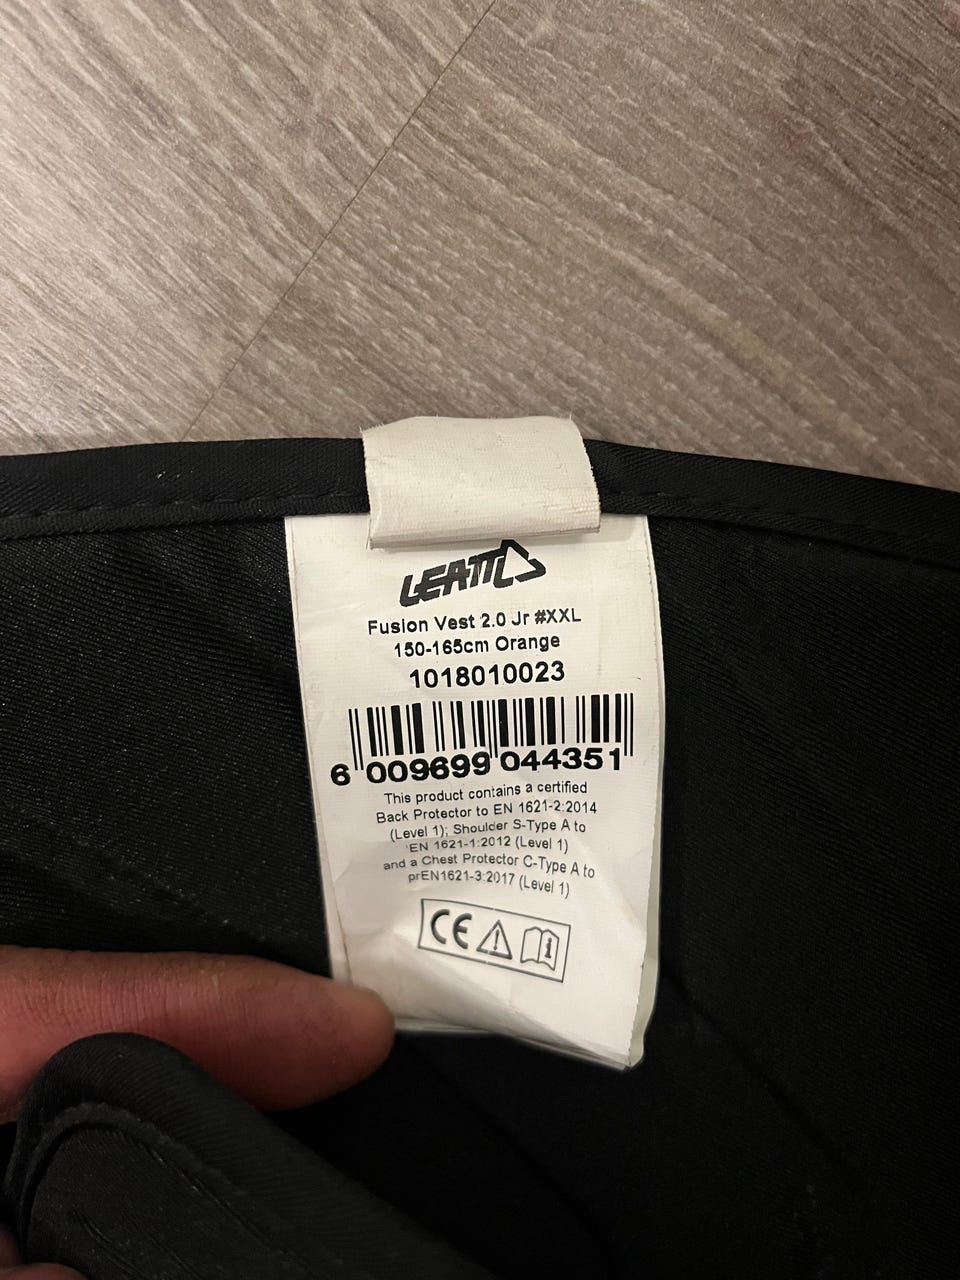 LEATT
Fusion Vest 2.0 Jr #XXL
150-165cm Orange
1018010023
6 009699 044351
This product contains a certified
Back Protector to EN 1621-2:2014
(Level 1); Shoulder S-Type A to
EN 1621-1:2012 (Level 1)
and a Chest Protector C-Type A to
prEN1621-3:2017 (Level 1)
CE